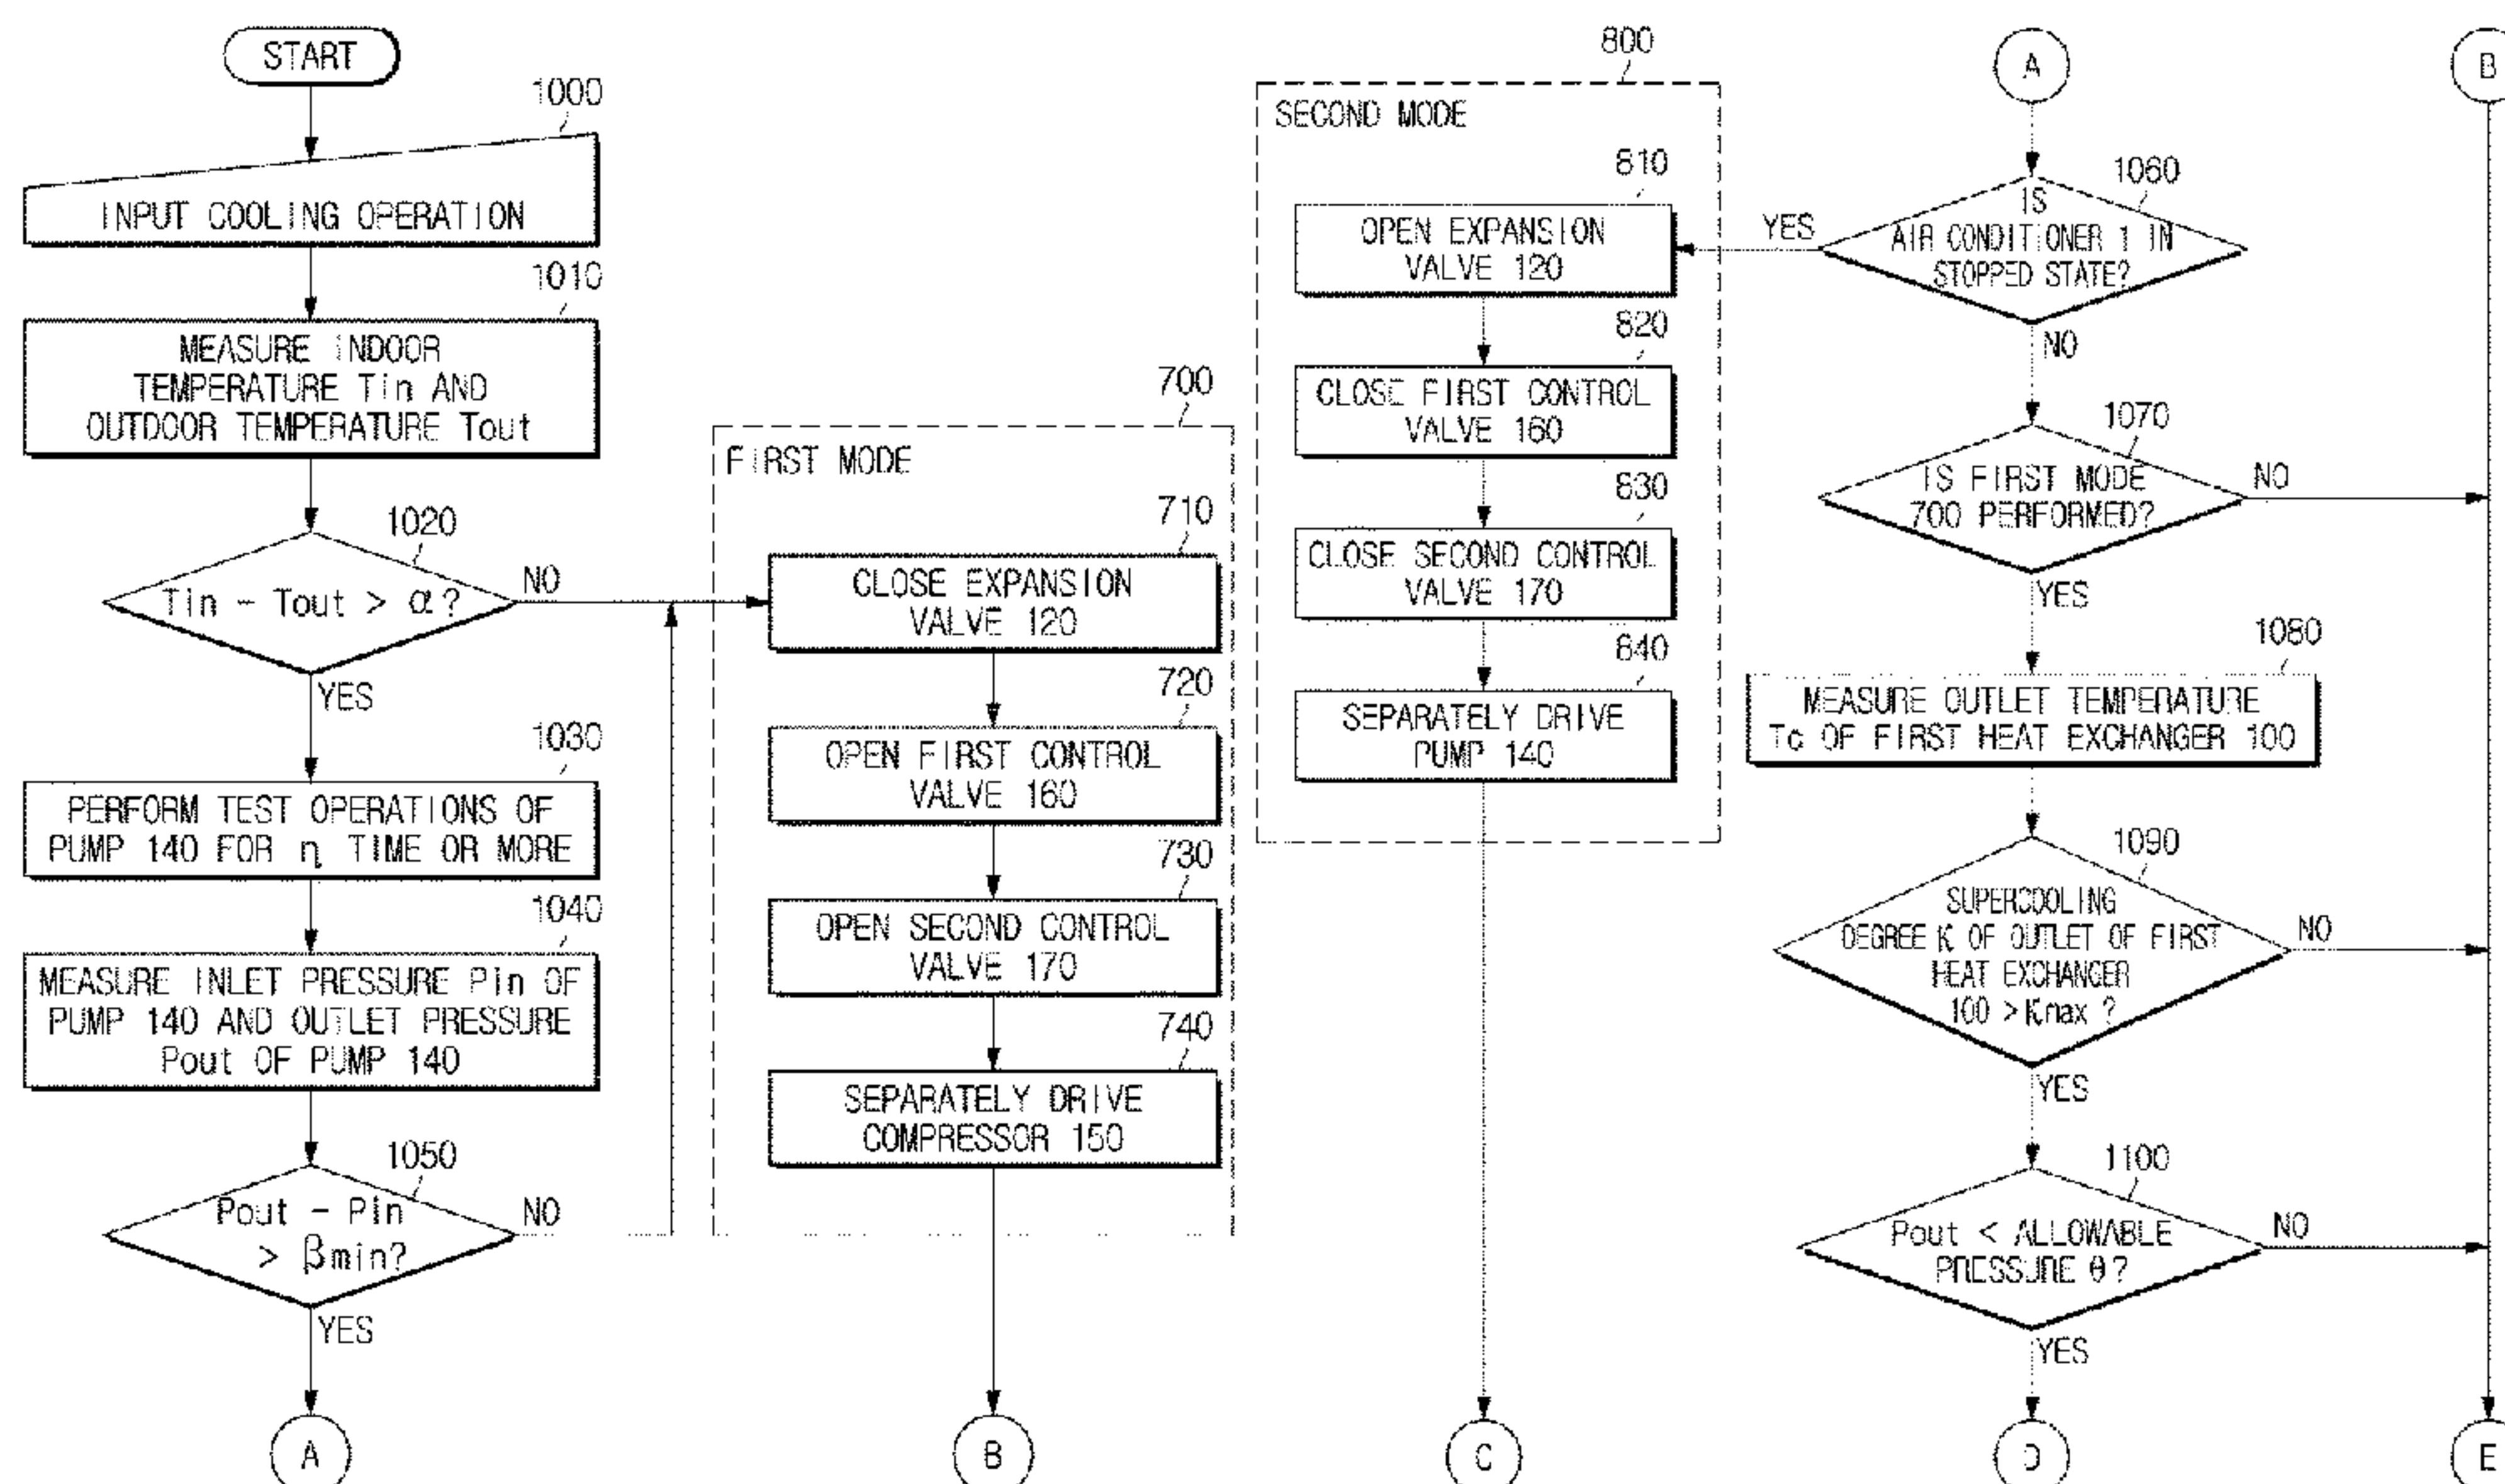 START
1000
INPUT COOLING OPERATION
1010
MEASURE INDOOR
TEMPERATURE Tin AND
OUTDOOR TEMPERATURE Tout
1020
Tin - Tout > α?
NO
YES
1030
PERFORM TEST OPERATIONS OF
PUMP 140 FOR η TIME OR MORE
1040
MEASURE INLET PRESSURE Pin OF
PUMP 140 AND OUTLET PRESSURE
Pout OF PUMP 140
1050
Pout - Pin
> βmin?
NO
YES
A
700
FIRST MODE
710
CLOSE EXPANSION
VALVE 120
720
OPEN FIRST CONTROL
VALVE 160
730
OPEN SECOND CONTROL
VALVE 170
740
SEPARATELY DRIVE
COMPRESSOR 150
B
800
SECOND MODE
810
OPEN EXPANSION
VALVE 120
820
CLOSE FIRST CONTROL
VALVE 160
830
CLOSE SECOND CONTROL
VALVE 170
840
SEPARATELY DRIVE
PUMP 140
C
A
1060
IS
AIR CONDITIONER 1 IN
STOPPED STATE?
YES
NO
1070
IS FIRST MODE
700 PERFORMED?
NO
YES
1080
MEASURE OUTLET TEMPERATURE
Tc OF FIRST HEAT EXCHANGER 100
1090
SUPERCOOLING
DEGREE K OF OUTLET OF FIRST
HEAT EXCHANGER
100 > Kmax ?
NO
YES
1100
Pout < ALLOWABLE
PRESSURE θ?
NO
YES
D
B
E